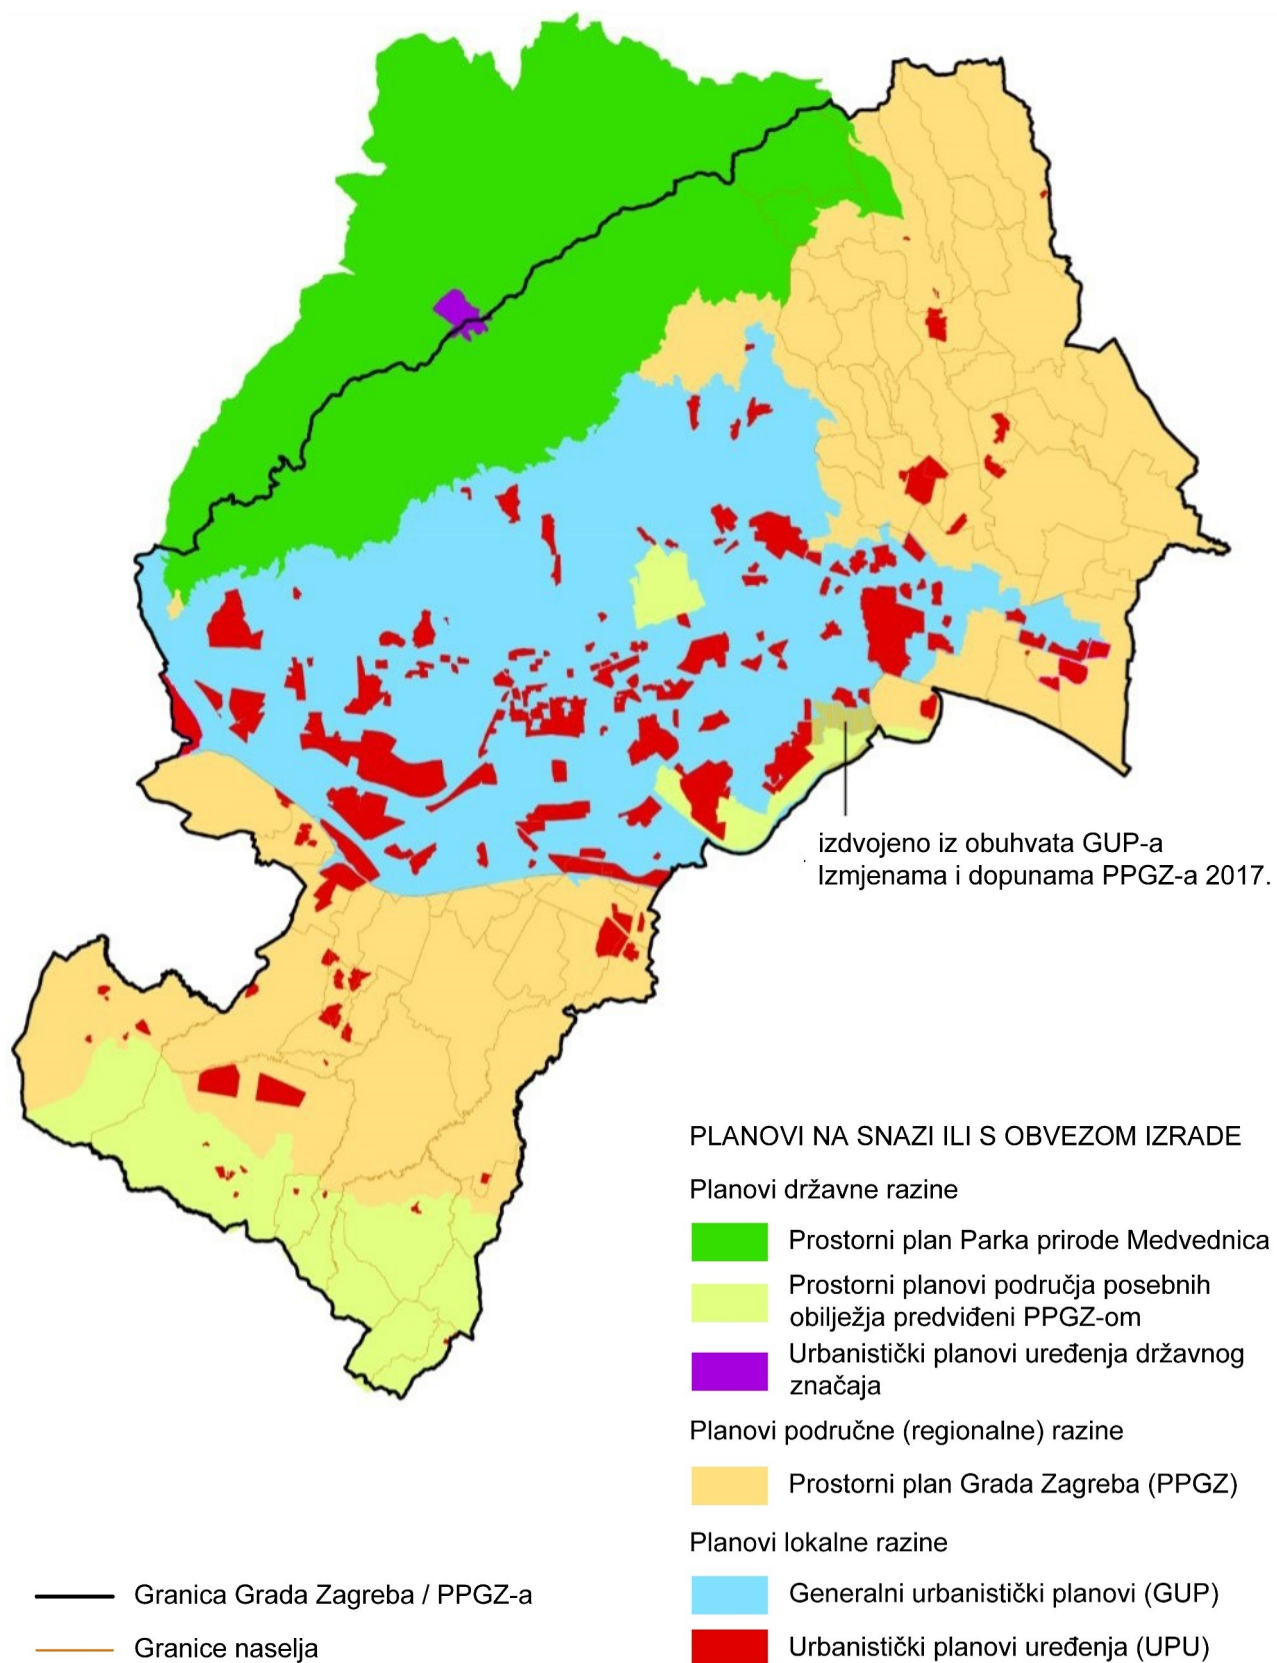 izdvojeno iz obuhvata GUP-a
Izmjenama i dopunama PPGZ-a 2017.
PLANOVI NA SNAZI ILI S OBVEZOM IZRADE
Planovi državne razine
Prostorni plan Parka prirode Medvednica
Prostorni planovi područja posebnih
obilježja predviđeni PPGZ-om
Urbanistički planovi uređenja državnog
značaja
Planovi područne (regionalne) razine
Prostorni plan Grada Zagreba (PPGZ)
Planovi lokalne razine
Generalni urbanistički planovi (GUP)
Urbanistički planovi uređenja (UPU)
Granica Grada Zagreba / PPGZ-a
Granice naselja